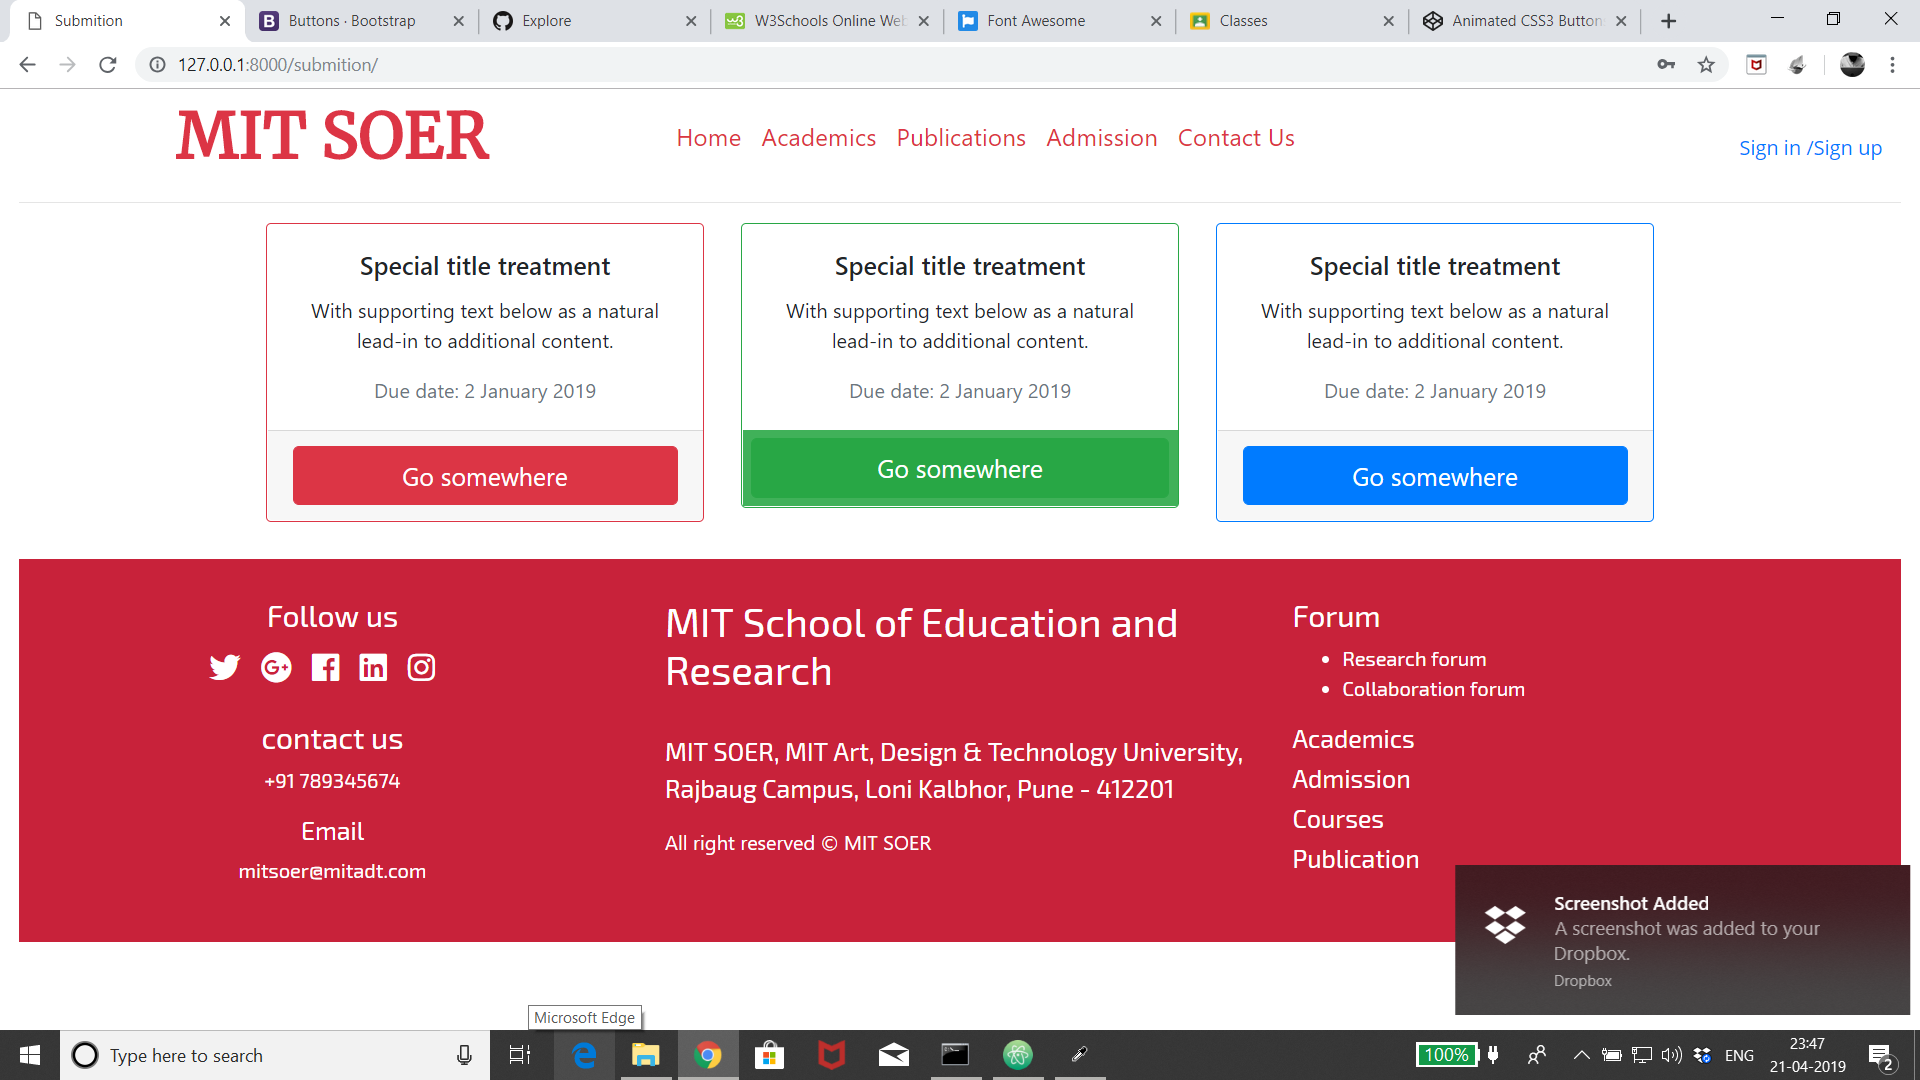 Submition
Buttons · Bootstrap
Explore
W3Schools Online Web
Font Awesome
Classes
Animated CSS3 Button
127.0.0.1:8000/submition/
MIT SOER
Home Academics Publications Admission Contact Us
Sign in /Sign up
Special title treatment
With supporting text below as a natural
lead-in to additional content.
Due date: 2 January 2019
Go somewhere
Special title treatment
With supporting text below as a natural
lead-in to additional content.
Due date: 2 January 2019
Go somewhere
Special title treatment
With supporting text below as a natural
lead-in to additional content.
Due date: 2 January 2019
Go somewhere
Follow us
contact us
+91 789345674
Email
mitsoer@mitadt.com
MIT School of Education and
Research
MIT SOER, MIT Art, Design & Technology University,
Rajbaug Campus, Loni Kalbhor, Pune - 412201
All right reserved © MIT SOER
Forum
Research forum
Collaboration forum
Academics
Admission
Courses
Publication
Screenshot Added
A screenshot was added to your
Dropbox.
Dropbox
Microsoft Edge
Type here to search
100%
ENG
23:47
21-04-2019
2